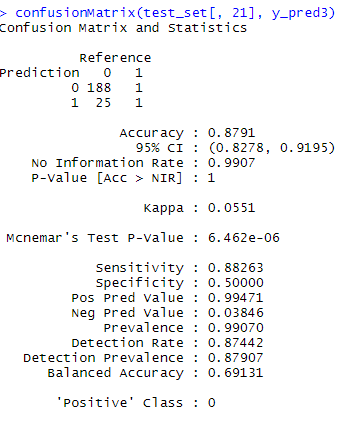 > confusionMatrix(test_set[, 21], y_pred3)
Confusion Matrix and Statistics
Reference
Prediction 0 1
0 188 1
1 25 1
Accuracy : 0.8791
95% CI : (0.8278, 0.9195)
No Information Rate : 0.9907
P-Value [Acc > NIR] : 1
Kappa : 0.0551
Mcnemar's Test P-Value : 6.462e-06
Sensitivity : 0.88263
Specificity : 0.50000
Pos Pred Value : 0.99471
Neg Pred Value : 0.03846
Prevalence : 0.99070
Detection Rate : 0.87442
Detection Prevalence : 0.87907
Balanced Accuracy : 0.69131
'Positive' Class : 0